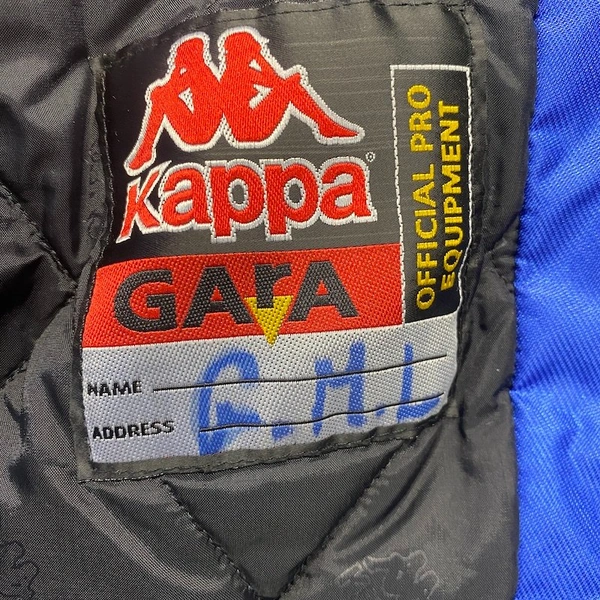 Kappa®
GArA
OFFICIAL PRO
EQUIPMENT
NAME
ADDRESS
G.H.L